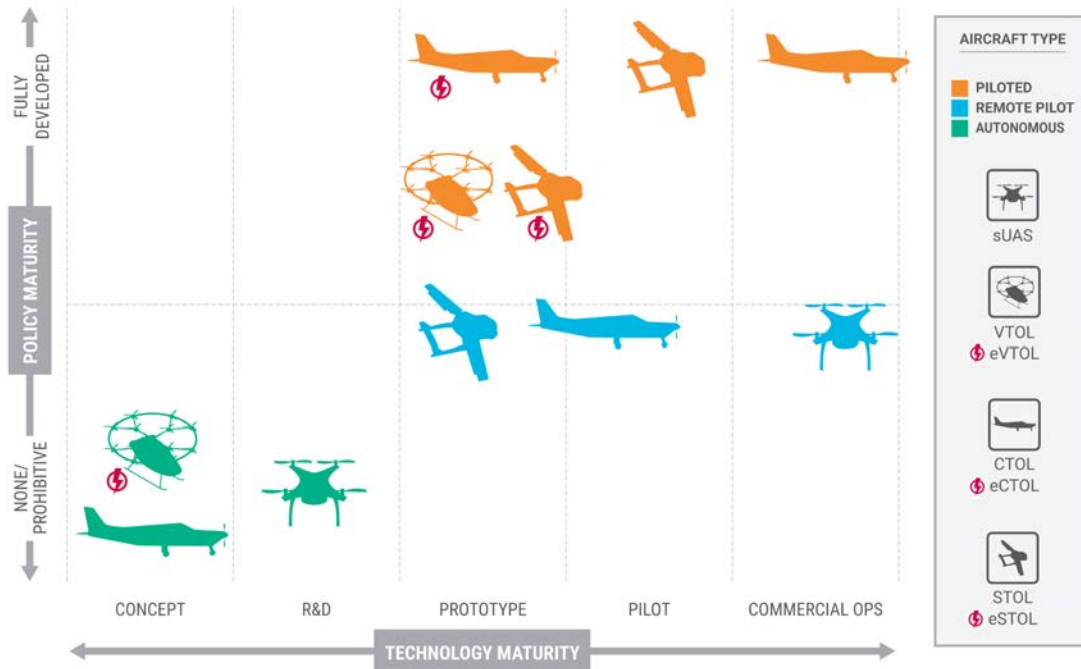 FULLY
DEVELOPED
POLICY MATURITY
NONE/
PROHIBITIVE
CONCEPT
R&D
PROTOTYPE
PILOT
COMMERCIAL OPS
TECHNOLOGY MATURITY
AIRCRAFT TYPE
PILOTED
REMOTE PILOT
AUTONOMOUS
sUAS
VTOL
eVTOL
CTOL
eCTOL
STOL
eSTOL